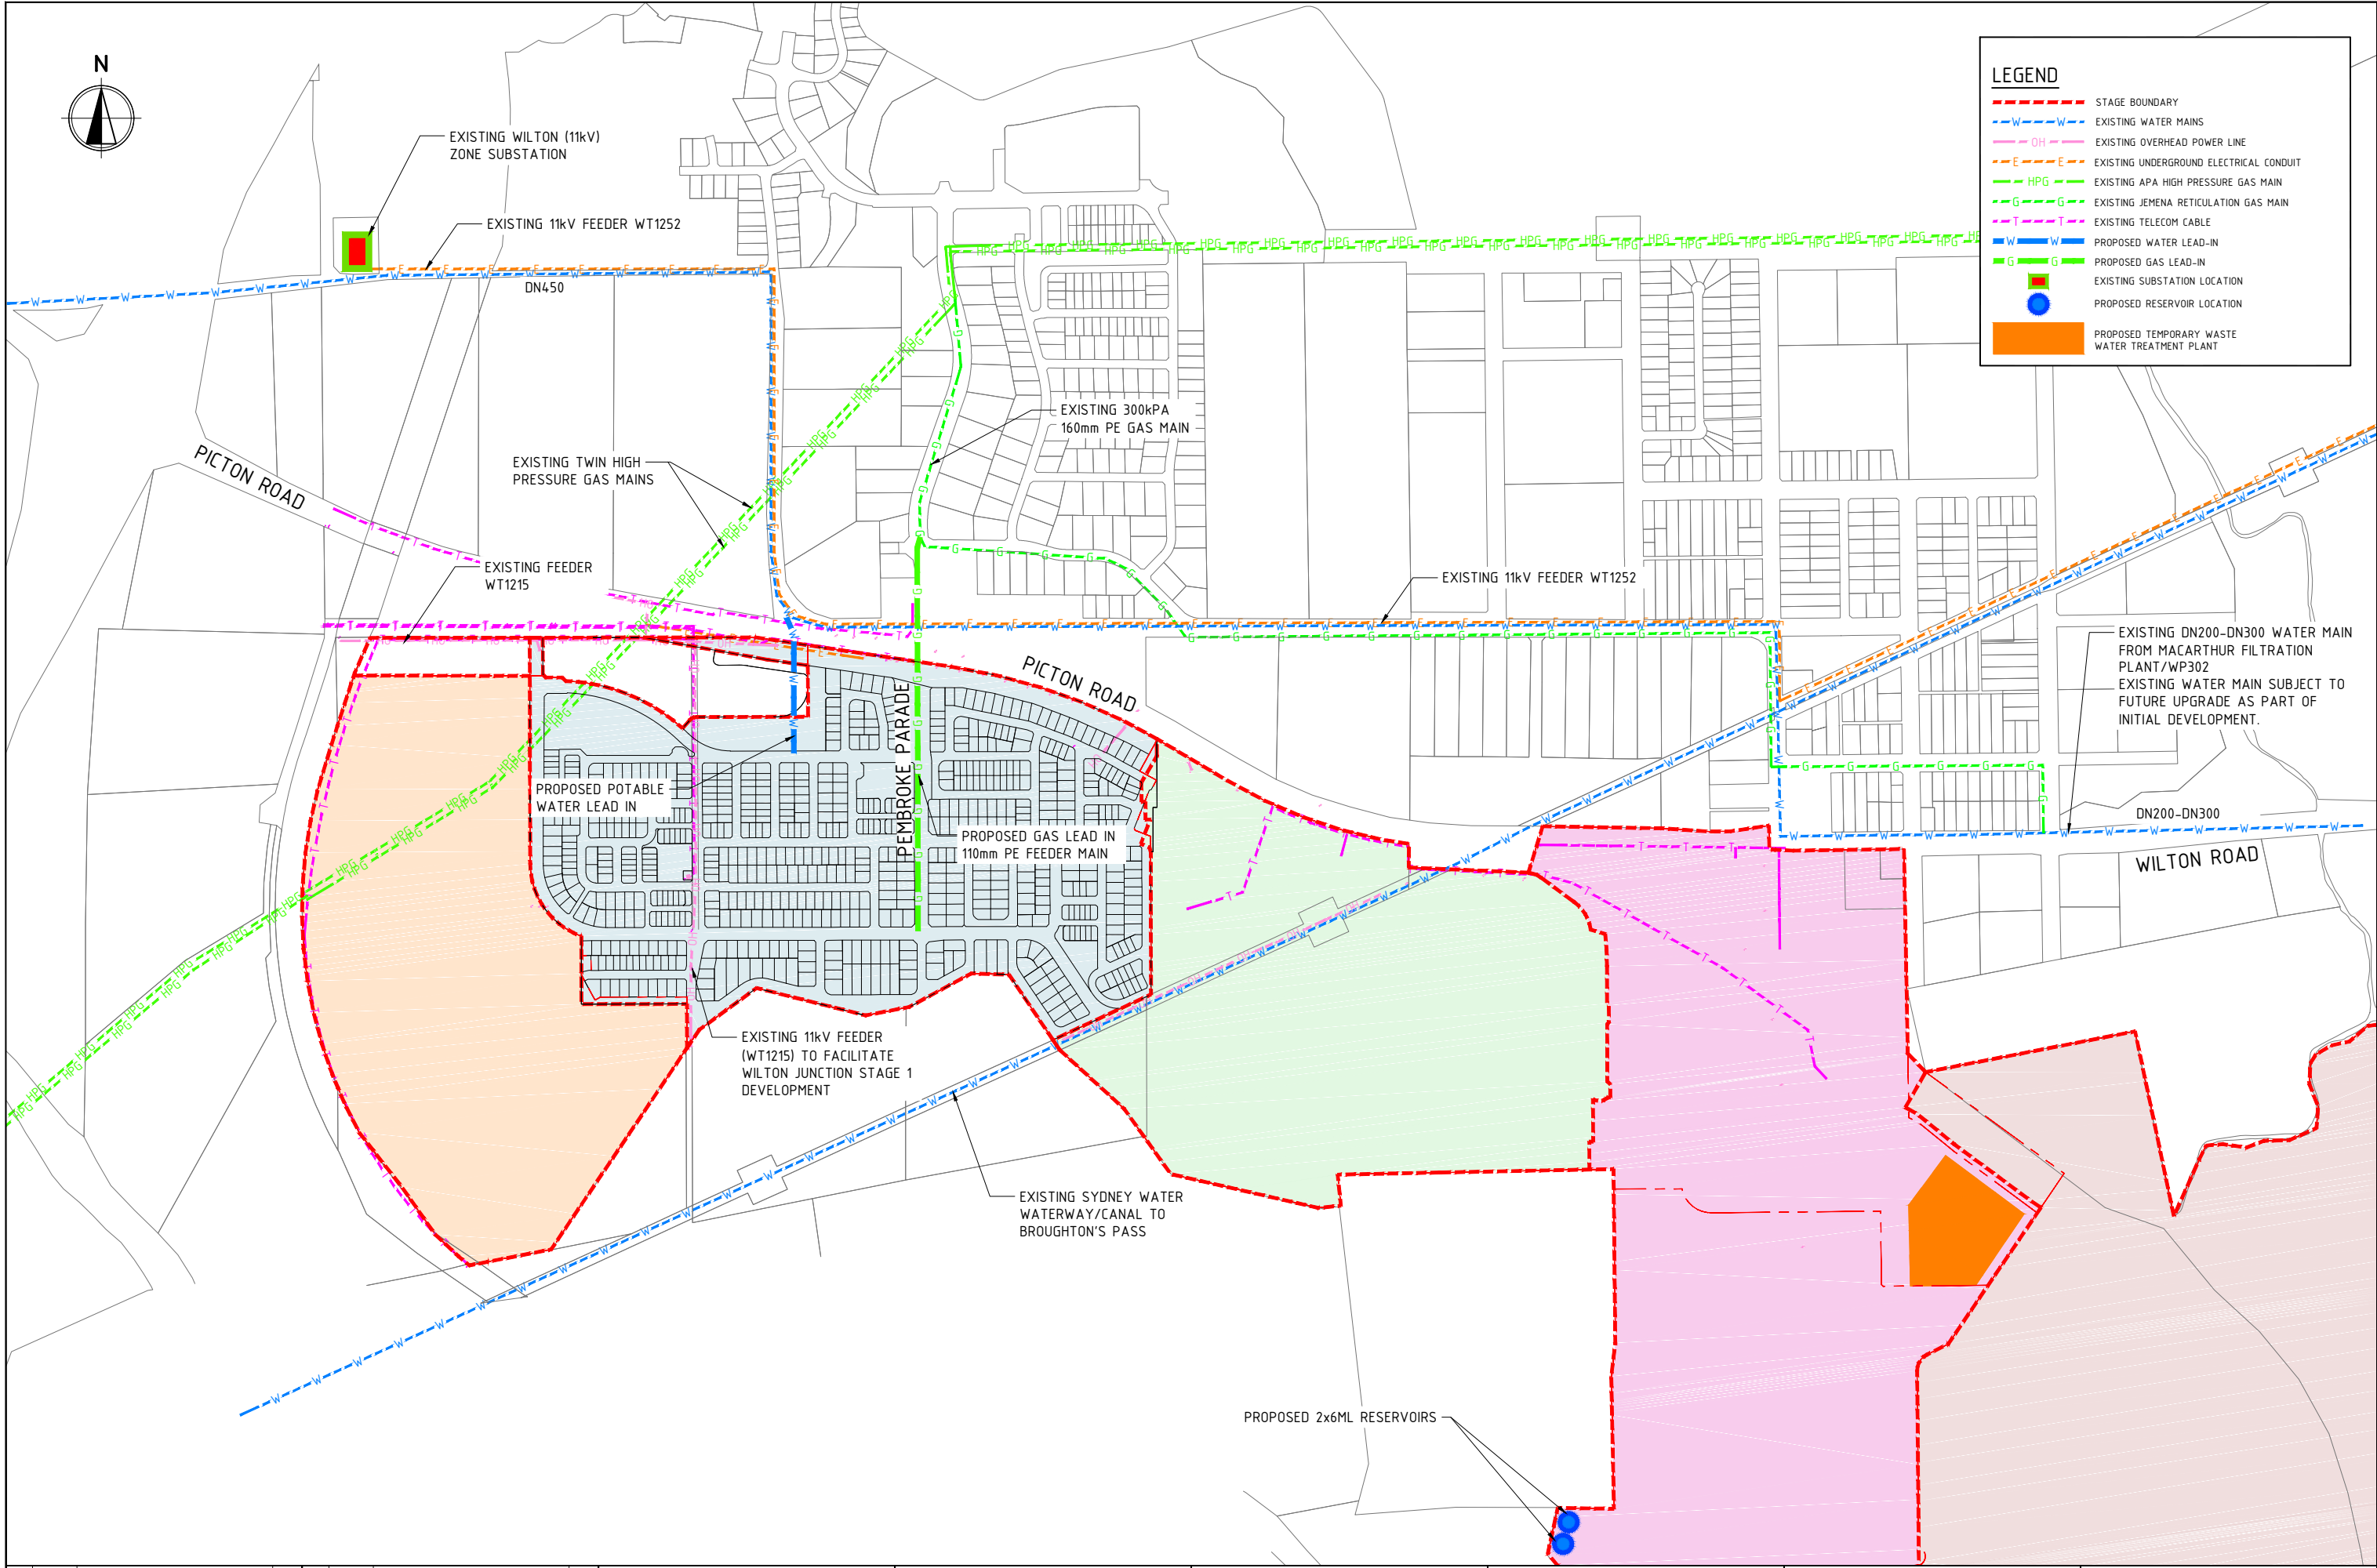 N
LEGEND
STAGE BOUNDARY
W W EXISTING WATER MAINS
OH EXISTING OVERHEAD POWER LINE
E E EXISTING UNDERGROUND ELECTRICAL CONDUIT
HPG EXISTING APA HIGH PRESSURE GAS MAIN
G G EXISTING JEMENA RETICULATION GAS MAIN
T T EXISTING TELECOM CABLE
W W PROPOSED WATER LEAD-IN
G G PROPOSED GAS LEAD-IN
EXISTING SUBSTATION LOCATION
PROPOSED RESERVOIR LOCATION
PROPOSED TEMPORARY WASTE
WATER TREATMENT PLANT
EXISTING WILTON (11kV)
ZONE SUBSTATION
EXISTING 11kV FEEDER WT1252
DN450
EXISTING 300kPA
160mm PE GAS MAIN
PICTON ROAD
EXISTING TWIN HIGH
PRESSURE GAS MAINS
EXISTING FEEDER
WT1215
EXISTING 11kV FEEDER WT1252
PICTON ROAD
EXISTING DN200-DN300 WATER MAIN
FROM MACARTHUR FILTRATION
PLANT/WP302
EXISTING WATER MAIN SUBJECT TO
FUTURE UPGRADE AS PART OF
INITIAL DEVELOPMENT.
PEMBROKE PARADE
PROPOSED POTABLE
WATER LEAD IN
PROPOSED GAS LEAD IN
110mm PE FEEDER MAIN
DN200-DN300
WILTON ROAD
EXISTING 11kV FEEDER
(WT1215) TO FACILITATE
WILTON JUNCTION STAGE 1
DEVELOPMENT
EXISTING SYDNEY WATER
WATERWAY/CANAL TO
BROUGHTON'S PASS
PROPOSED 2x6ML RESERVOIRS